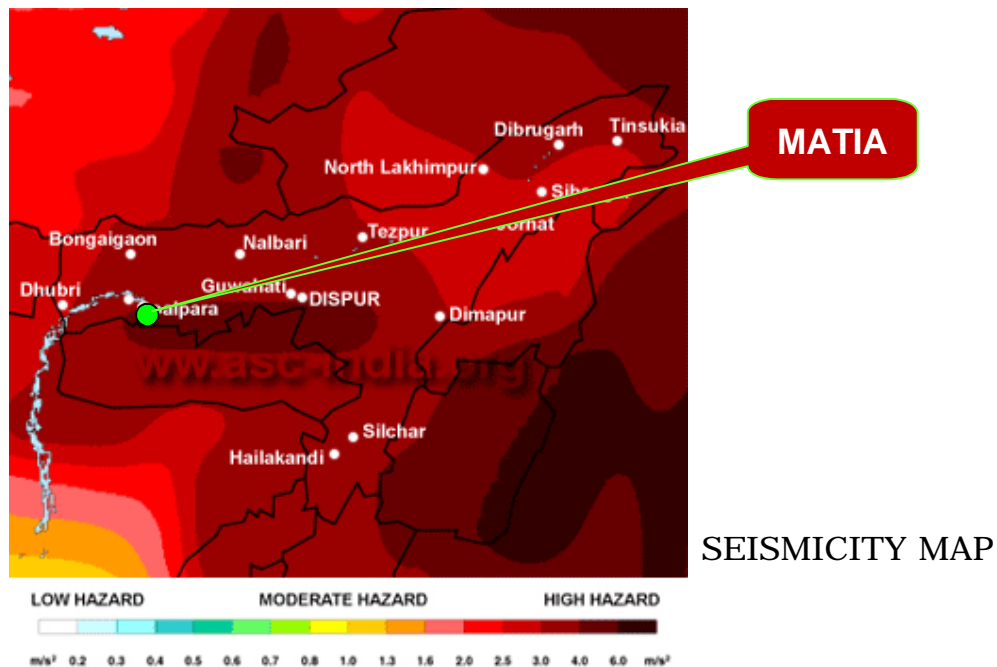 MATIA
Dibrugarh
Tinsukia
North Lakhimpur
Tezpur
Bongaigaon
Nalbari
Dhubri
Guwahati
DISPUR
Dimapur
Silchar
Hailakandi
SEISMICITY MAP
LOW HAZARD MODERATE HAZARD HIGH HAZARD
m/s² 0.2 0.3 0.4 0.5 0.6 0.7 0.8 1.0 1.3 1.6 2.0 2.5 3.0 4.0 6.0 m/s²